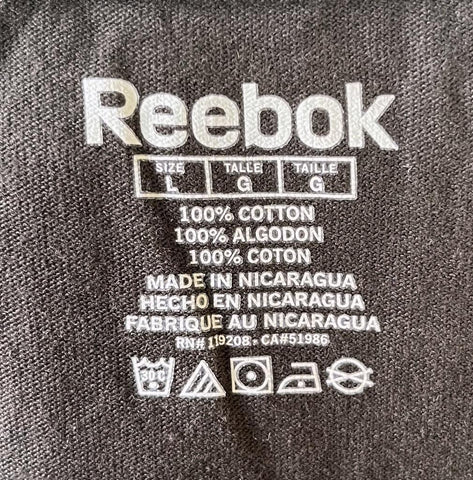 Reebok
SIZE TALLE TAILLE
L G G
100% COTTON
100% ALGODON
100% COTON
MADE IN NICARAGUA
HECHO EN NICARAGUA
FABRIQUE AU NICARAGUA
RN# 119208 - CA#51986
30C